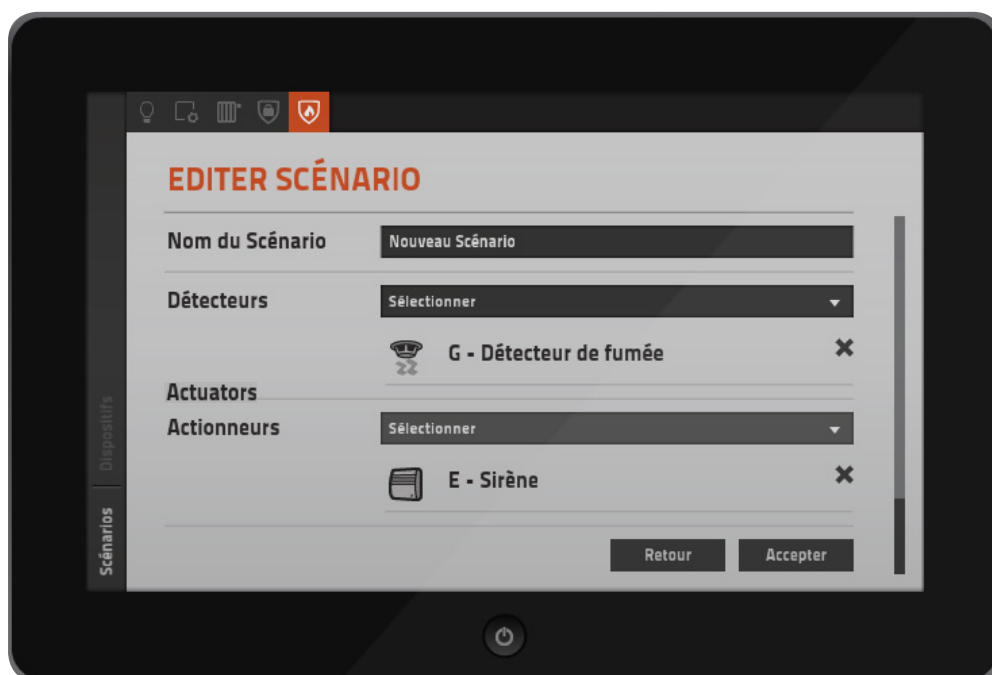 EDITER SCÉNARIO
Nom du Scénario
Nouveau Scénario
Détecteurs
Sélectionner
G - Détecteur de fumée
Actuators
Actionneurs
Sélectionner
E - Sirène
Retour
Accepter
Dispositifs
Scénarios